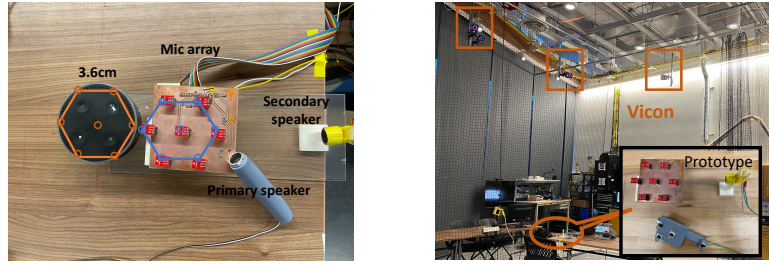 Mic array
3.6cm
Secondary
speaker
Primary speaker
Vicon
Prototype